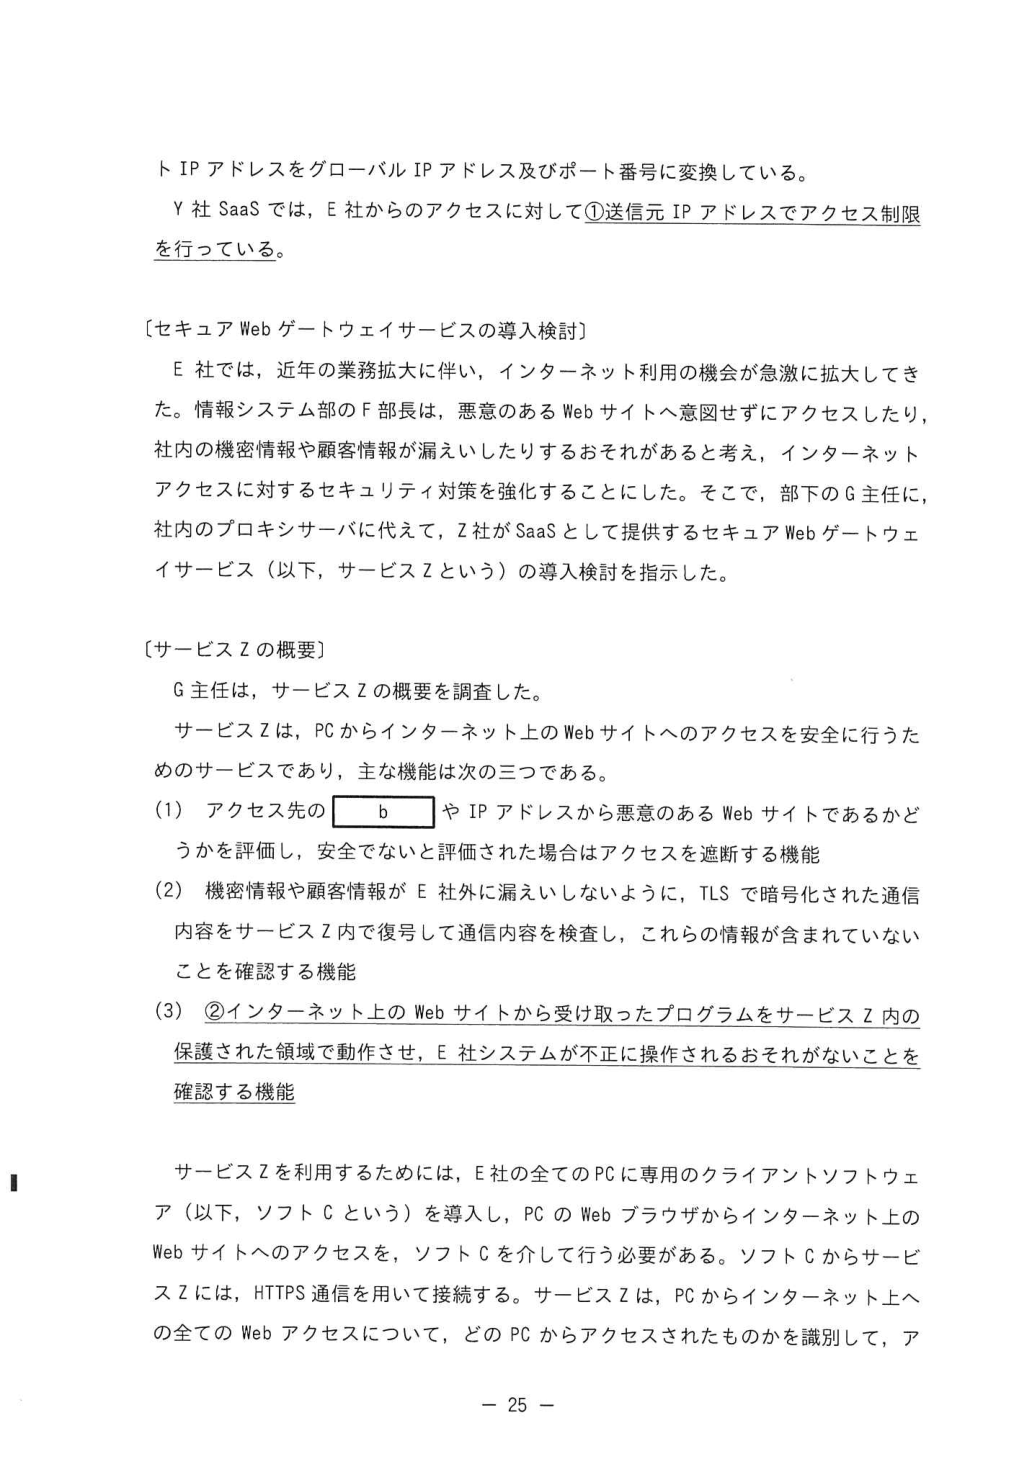 ト IP アドレスをグローバル IP アドレス及びポート番号に変換している。
Y 社 SaaS では，E 社からのアクセスに対して①送信元 IP アドレスでアクセス制限
を行っている。
〔セキュア Web ゲートウェイサービスの導入検討〕
E 社では，近年の業務拡大に伴い，インターネット利用の機会が急激に拡大してき
た。情報システム部の F 部長は，悪意のある Web サイトへ意図せずにアクセスしたり，
社内の機密情報や顧客情報が漏えいしたりするおそれがあると考え，インターネット
アクセスに対するセキュリティ対策を強化することにした。そこで，部下の G 主任に，
社内のプロキシサーバに代えて，Z 社が SaaS として提供するセキュア Web ゲートウェ
イサービス（以下，サービス Z という）の導入検討を指示した。
〔サービス Z の概要〕
G 主任は，サービス Z の概要を調査した。
サービス Z は，PC からインターネット上の Web サイトへのアクセスを安全に行うた
めのサービスであり，主な機能は次の三つである。
(1) アクセス先の b や IP アドレスから悪意のある Web サイトであるかど
うかを評価し，安全でないと評価された場合はアクセスを遮断する機能
(2) 機密情報や顧客情報が E 社外に漏えいしないように，TLS で暗号化された通信
内容をサービス Z 内で復号して通信内容を検査し，これらの情報が含まれていない
ことを確認する機能
(3) ②インターネット上の Web サイトから受け取ったプログラムをサービス Z 内の
保護された領域で動作させ，E 社システムが不正に操作されるおそれがないことを
確認する機能
サービス Z を利用するためには，E 社の全ての PC に専用のクライアントソフトウェ
ア（以下，ソフト C という）を導入し，PC の Web ブラウザからインターネット上の
Web サイトへのアクセスを，ソフト C を介して行う必要がある。ソフト C からサービ
ス Z には，HTTPS 通信を用いて接続する。サービス Z は，PC からインターネット上へ
の全ての Web アクセスについて，どの PC からアクセスされたものかを識別して，ア
－ 25 －